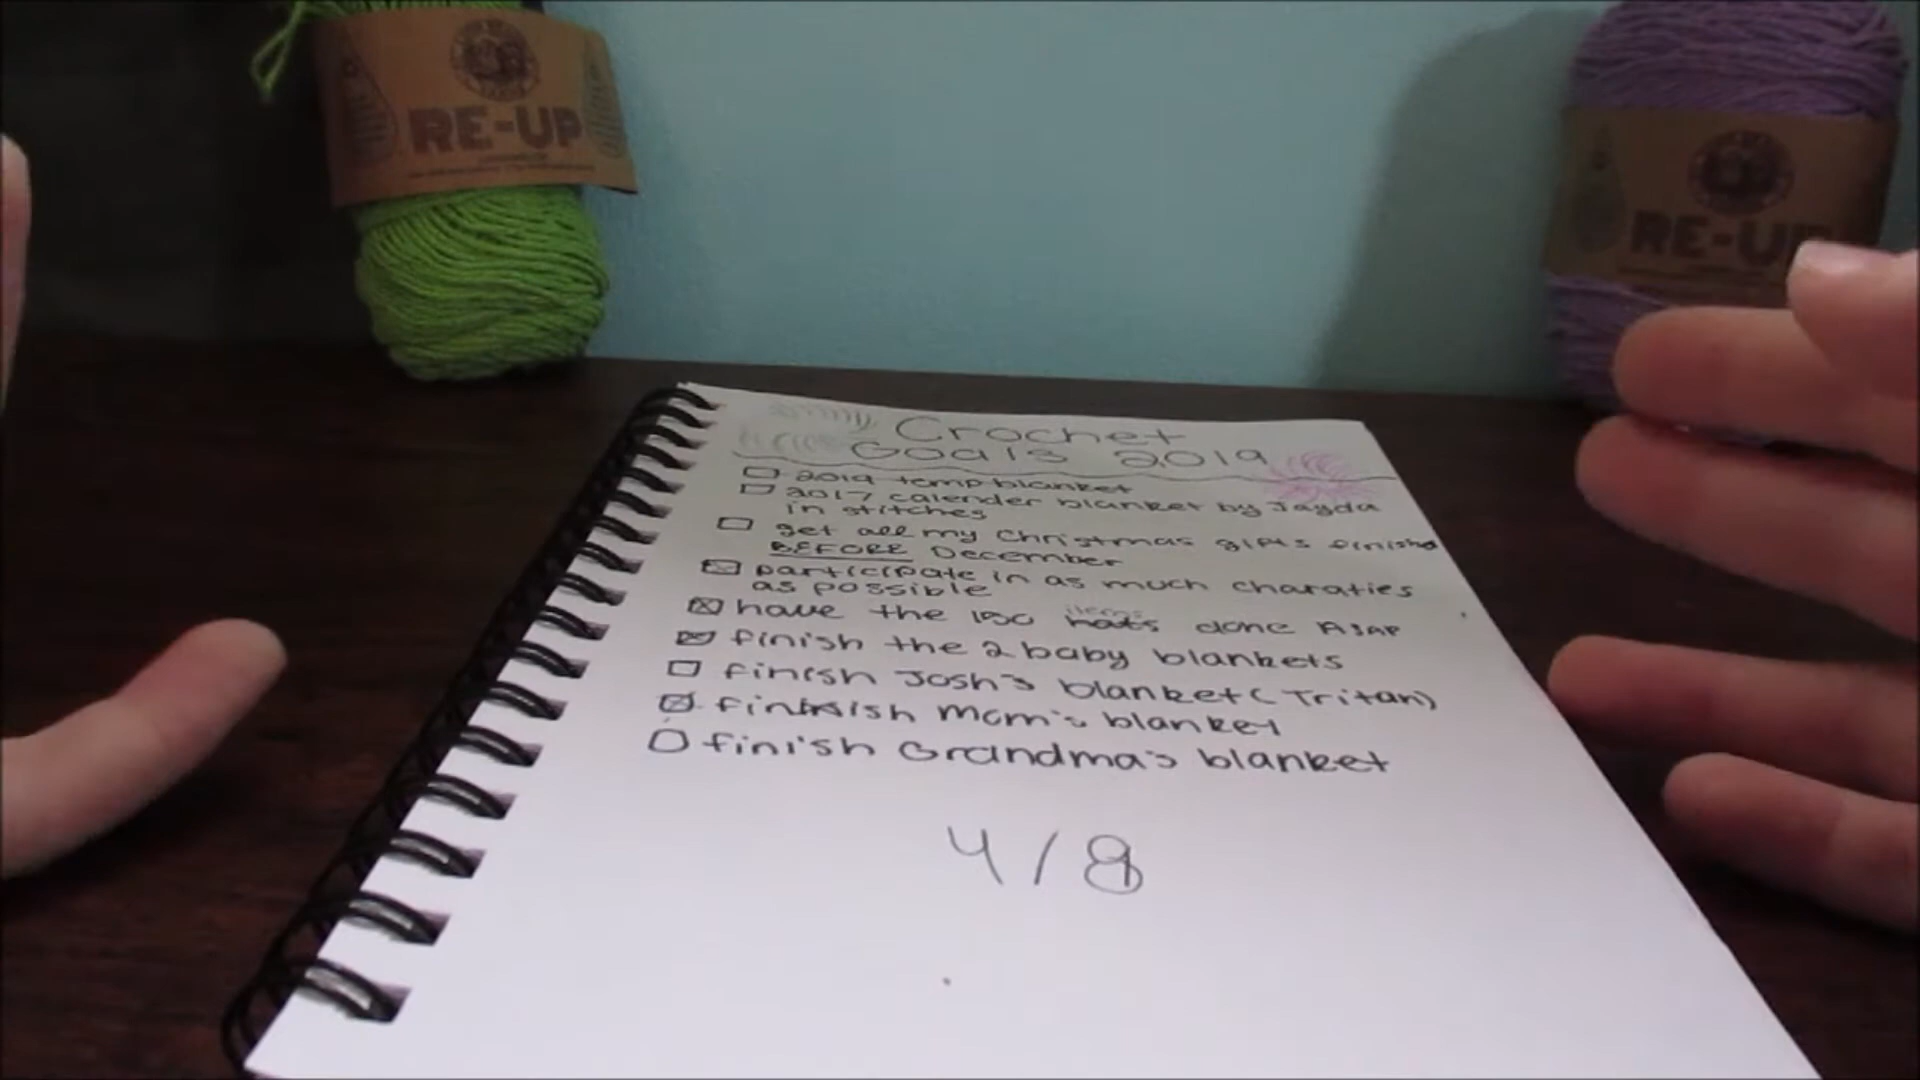 RE-UP
RE-UP
Crochet
Goals 2019
2019 temp blanket
2017 calender blanket by Jayda
in stitches
get all my Christmas gifts finished
BEFORE December
participate in as much charaties
as possible
items
have the 150 hats done ASAP
finish the 2 baby blankets
finish Josh's blanket (Tritan)
finish Mom's blanket
finish Grandma's blanket
4/9